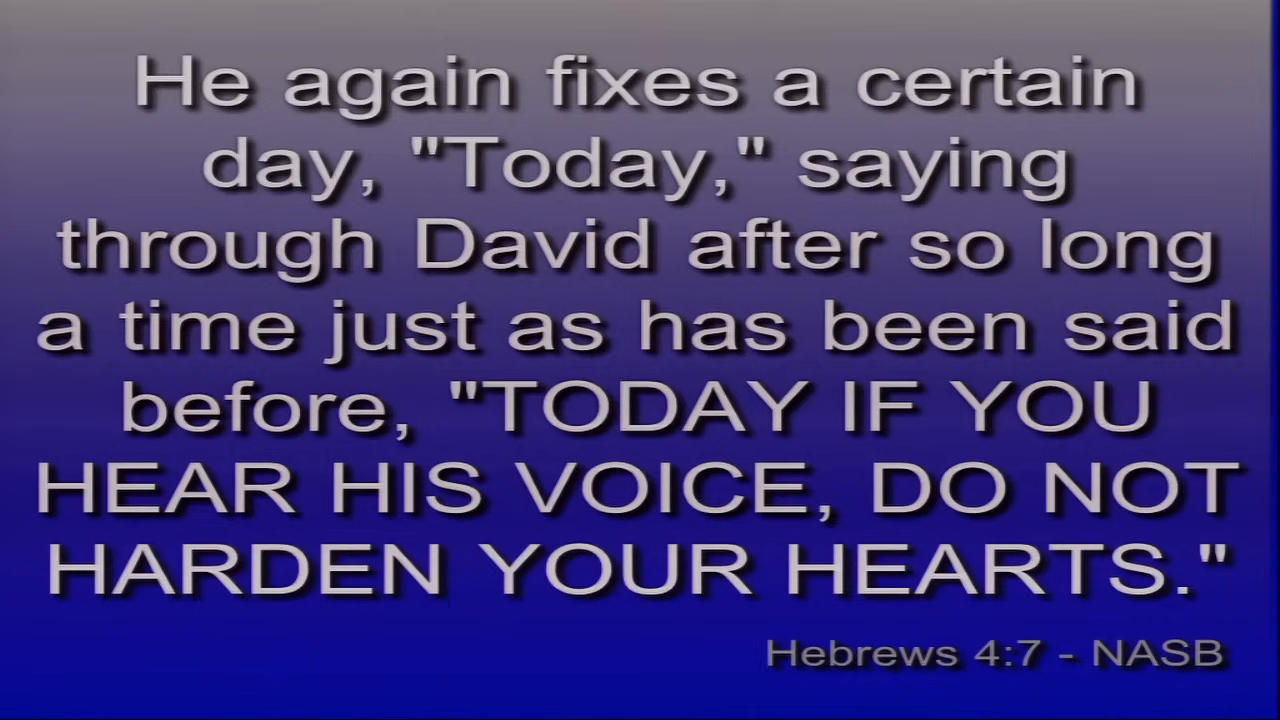 He again fixes a certain
day, "Today," saying
through David after so long
a time just as has been said
before, "TODAY IF YOU
HEAR HIS VOICE, DO NOT
HARDEN YOUR HEARTS."
Hebrews 4:7 - NASB